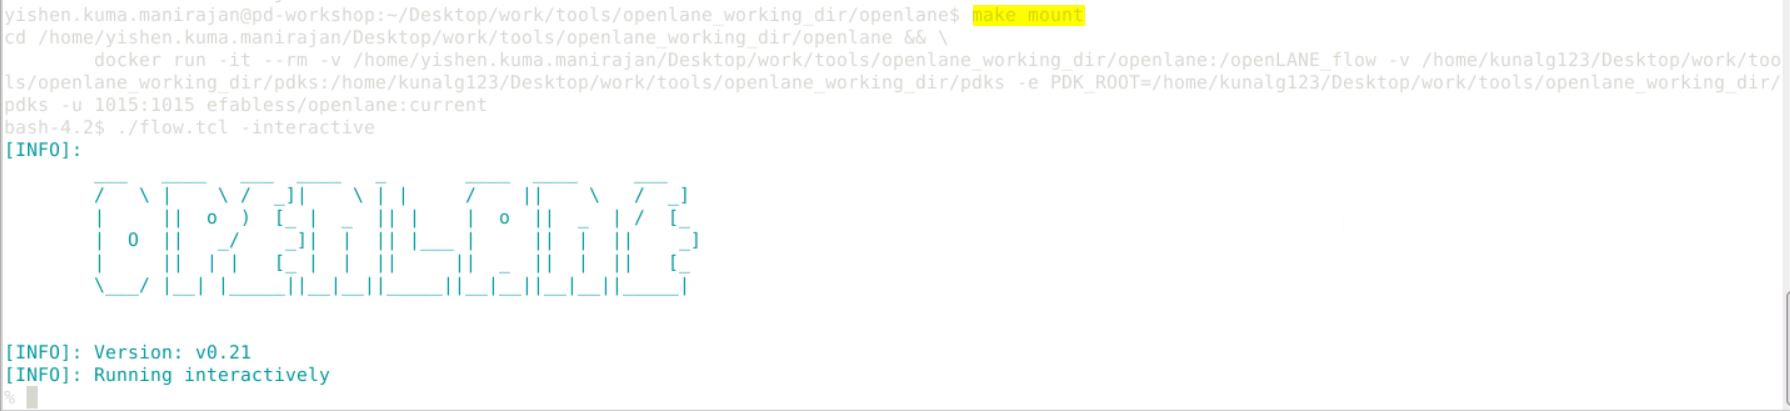 yishen.kuma.manirajan@pd-workshop:~/Desktop/work/tools/openlane_working_dir/openlane$ make mount
cd /home/yishen.kuma.manirajan/Desktop/work/tools/openlane_working_dir/openlane && \
        docker run -it --rm -v /home/yishen.kuma.manirajan/Desktop/work/tools/openlane_working_dir/openlane:/openLANE_flow -v /home/kunalg123/Desktop/work/too
ls/openlane_working_dir/pdks:/home/kunalg123/Desktop/work/tools/openlane_working_dir/pdks -e PDK_ROOT=/home/kunalg123/Desktop/work/tools/openlane_working_dir/
pdks -u 1015:1015 efabless/openlane:current
bash-4.2$ ./flow.tcl -interactive
[INFO]:
OPENLANE
[INFO]: Version: v0.21
[INFO]: Running interactively
%